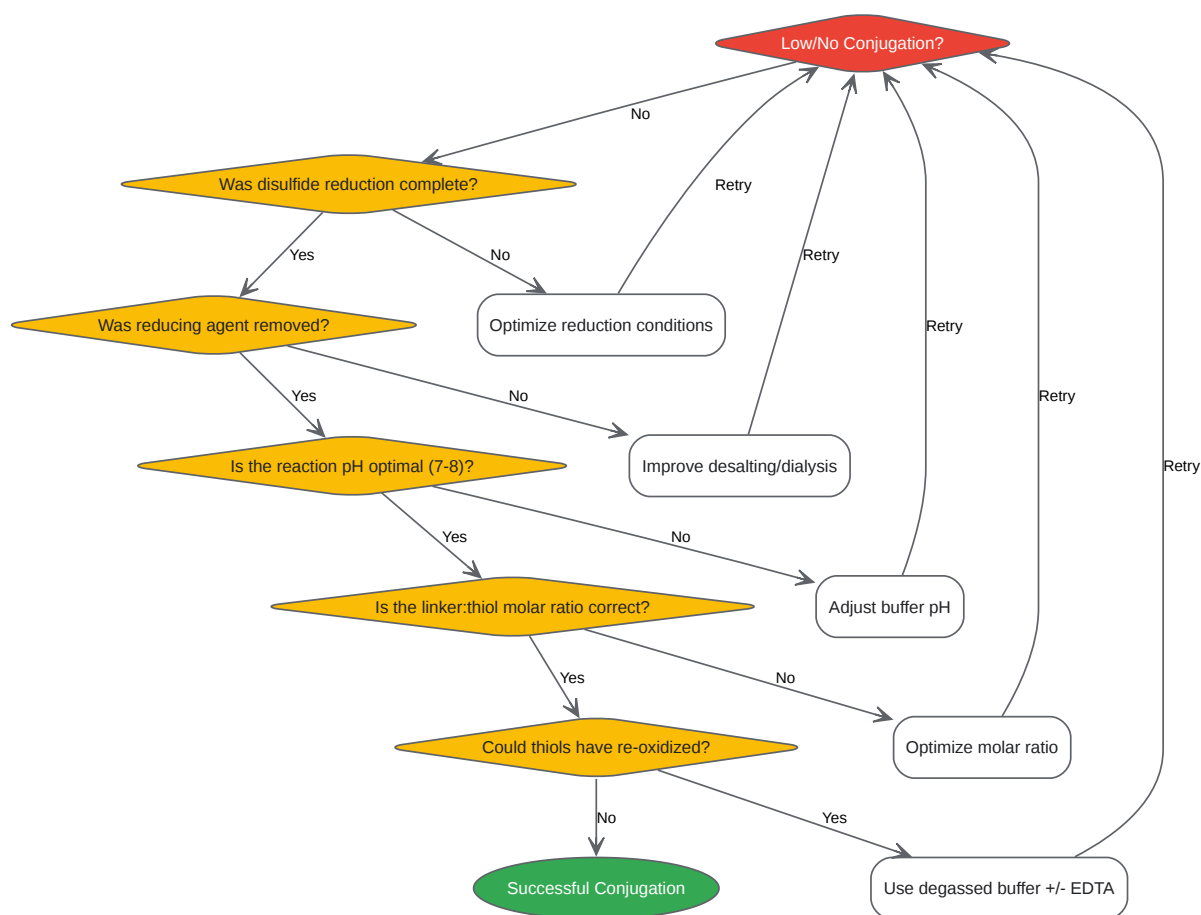 Low/No Conjugation?
No
Was disulfide reduction complete?
Retry
Yes
No
Retry
Was reducing agent removed?
Optimize reduction conditions
Retry
Yes
No
Retry
Is the reaction pH optimal (7-8)?
Improve desalting/dialysis
Retry
Yes
No
Is the linker:thiol molar ratio correct?
Adjust buffer pH
Yes
No
Could thiols have re-oxidized?
Optimize molar ratio
No
Yes
Successful Conjugation
Use degassed buffer +/- EDTA